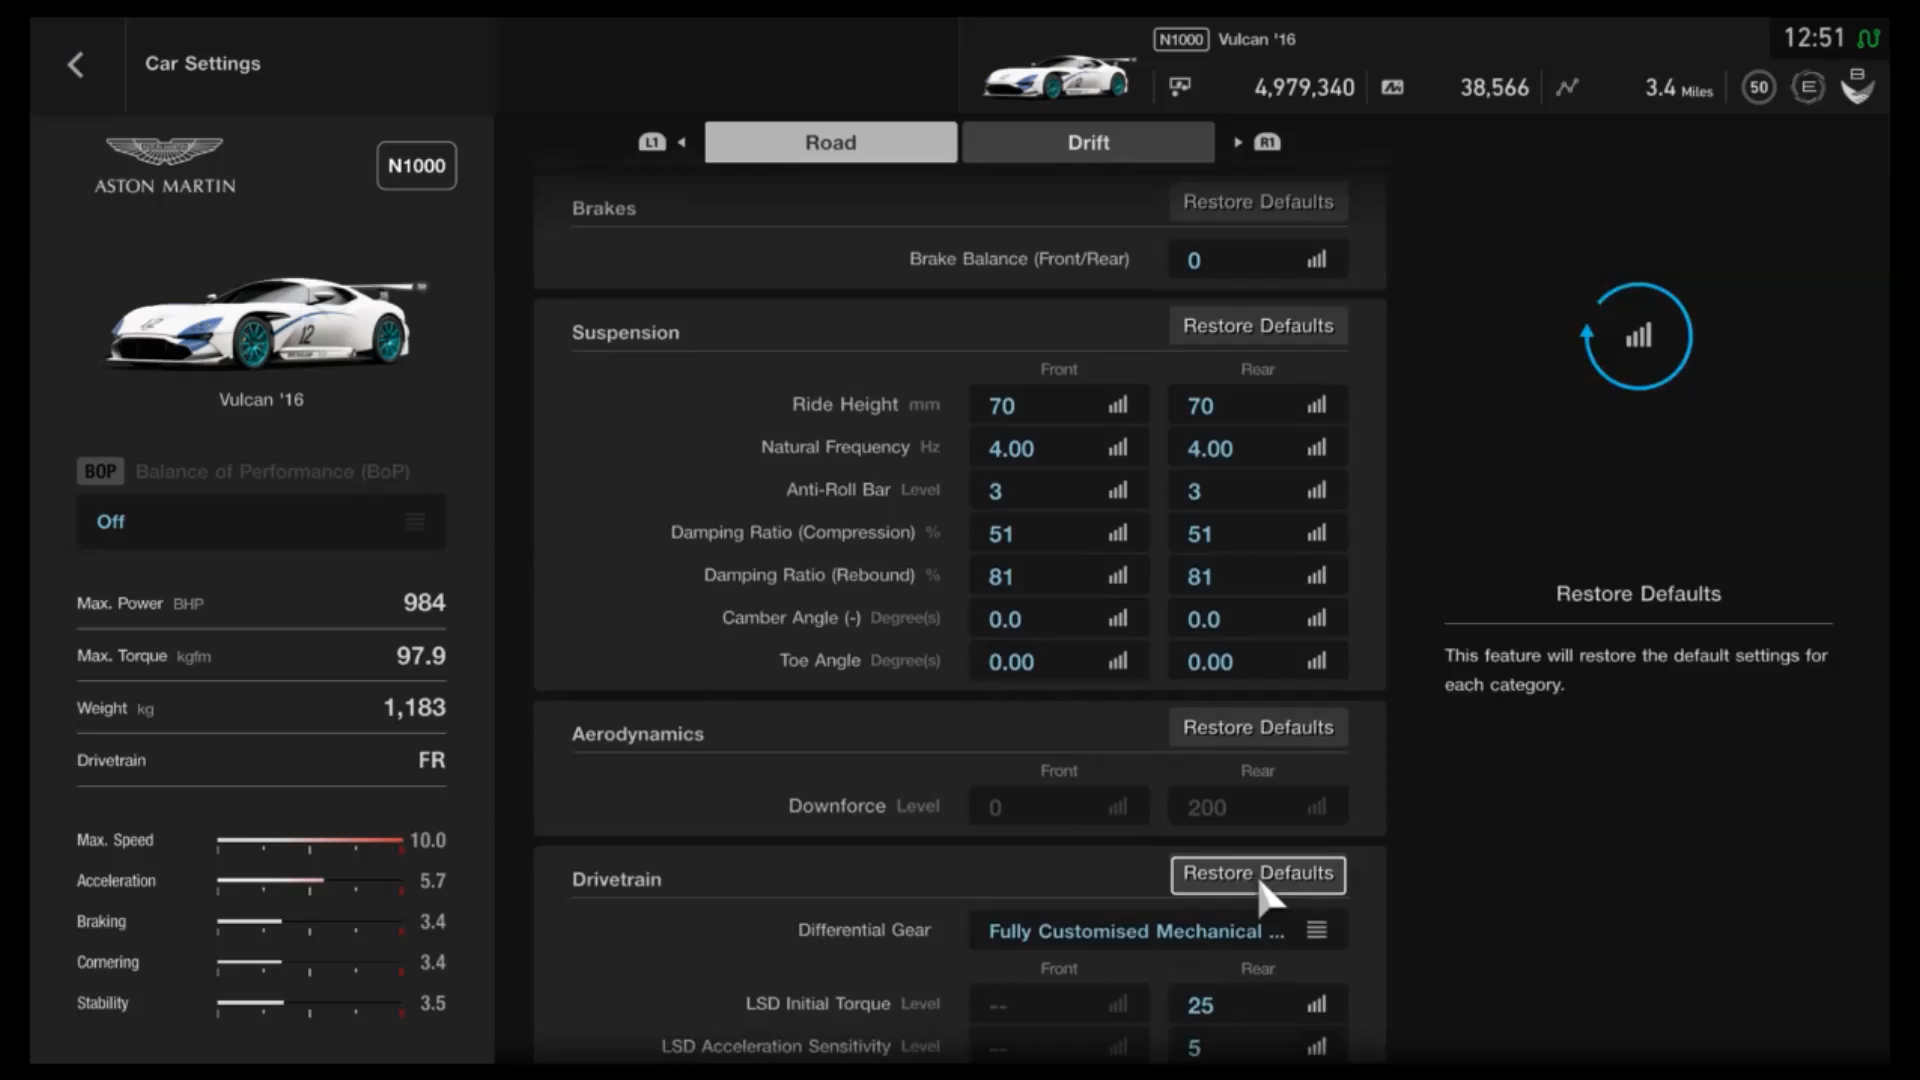 Car Settings
N1000 Vulcan '16
12:51
4,979,340
38,566
3.4 Miles
50
E
B
ASTON MARTIN
N1000
12
Vulcan '16
BOP Balance of Performance (BoP)
Off
Max. Power BHP 984
Max. Torque kgfm 97.9
Weight kg 1,183
Drivetrain FR
Max. Speed 10.0
Acceleration 5.7
Braking 3.4
Cornering 3.4
Stability 3.5
L1 Road Drift R1
Brakes Restore Defaults
Brake Balance (Front/Rear) 0
Suspension Restore Defaults
Front Rear
Ride Height mm 70 70
Natural Frequency Hz 4.00 4.00
Anti-Roll Bar Level 3 3
Damping Ratio (Compression) % 51 51
Damping Ratio (Rebound) % 81 81
Camber Angle (-) Degree(s) 0.0 0.0
Toe Angle Degree(s) 0.00 0.00
Aerodynamics Restore Defaults
Front Rear
Downforce Level 0 200
Drivetrain Restore Defaults
Differential Gear Fully Customised Mechanical ...
Front Rear
LSD Initial Torque Level -- 25
LSD Acceleration Sensitivity Level -- 5
Restore Defaults
This feature will restore the default settings for
each category.